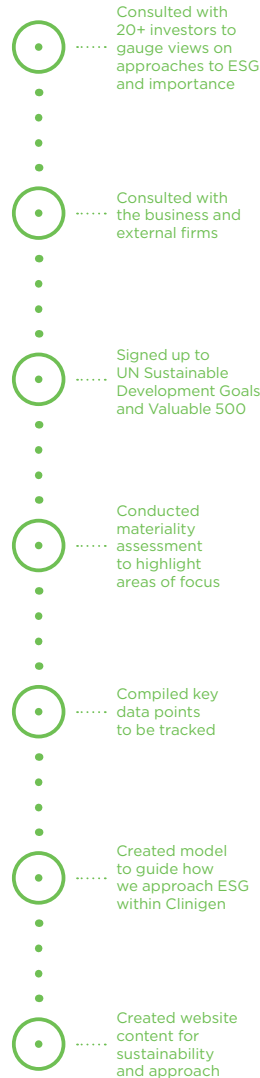 Consulted with
20+ investors to
gauge views on
approaches to ESG
and importance
Consulted with
the business and
external firms
Signed up to
UN Sustainable
Development Goals
and Valuable 500
Conducted
materiality
assessment
to highlight
areas of focus
Compiled key
data points
to be tracked
Created model
to guide how
we approach ESG
within Clinigen
Created website
content for
sustainability
and approach